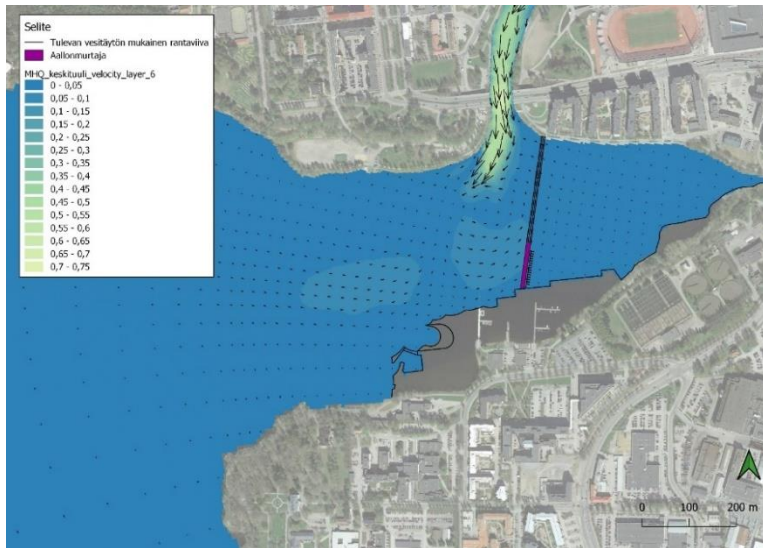 Selite
Tulevan vesitäytön mukainen rantaviiva
Aallonmurtaja
MHQ_keskituuli_velocity_layer_6
0 - 0,05
0,05 - 0,1
0,1 - 0,15
0,15 - 0,2
0,2 - 0,25
0,25 - 0,3
0,3 - 0,35
0,35 - 0,4
0,4 - 0,45
0,45 - 0,5
0,5 - 0,55
0,55 - 0,6
0,6 - 0,65
0,65 - 0,7
0,7 - 0,75
0 100 200 m